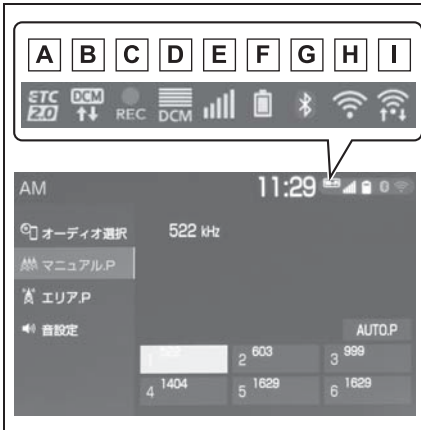 A B C D E F G H I
ETC 2.0 DCM REC DCM
AM 11:29
オーディオ選択 522 kHz
マニュアル.P
エリア.P
音設定 AUTO.P
1 522 2 603 3 999
4 1404 5 1629 6 1629